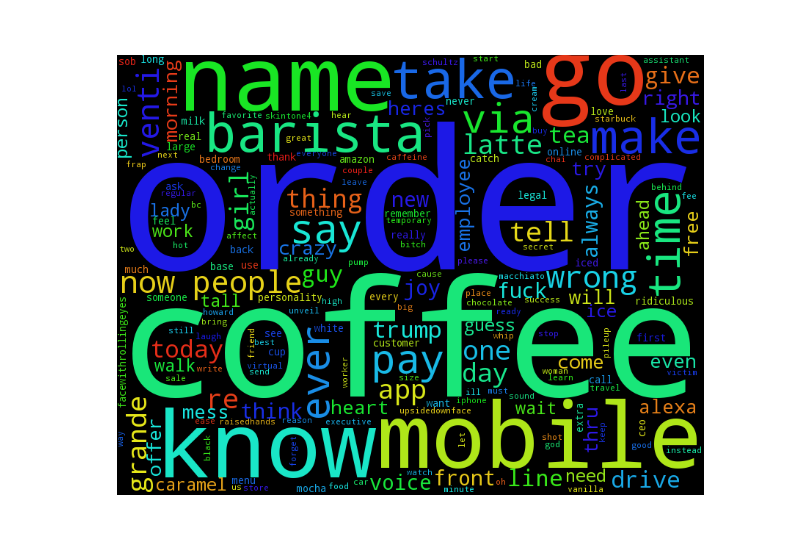 sob long
name take go
schultz start assistant
bad give
morning venti person
heres save life never
right look
milk favorite skintone4 hear
via barista
love starbuck
tea make
real large great
pick cream buy
latte
next everyone
frap bedroom thank amazon caffeine
catch online chai complicated
change couple
order
try behind fee
ask regular leave
girl actually thing new
employee legal always ahead free
lady bc something remember
feel temporary
say tell time
work affect crazy really
two hot back already bitch
secret
please iced
much base use guy pump cause
now people
joy macchiato wrong
fuck will ice
someone tall personality high every place chocolate success ridiculous
big
facewithrollingeyes
howard bring unveil white
coffee
trump guess ready
still see customer whip
stop pileup first even
today laugh best cup
ever pay one
friend
walk virtual worker woman come
sale write send size day learn call victim
app travel
re think heart
iphone ill must sound
grande mess want wait
upsidedownface
alexa
offer ease raisedhands reason executive
extra thru
know mobile
let shot god keep ceo good instead
way black forget
watch
caramel menu car voice front oh line need drive
us store mocha food minute vanilla
lol last